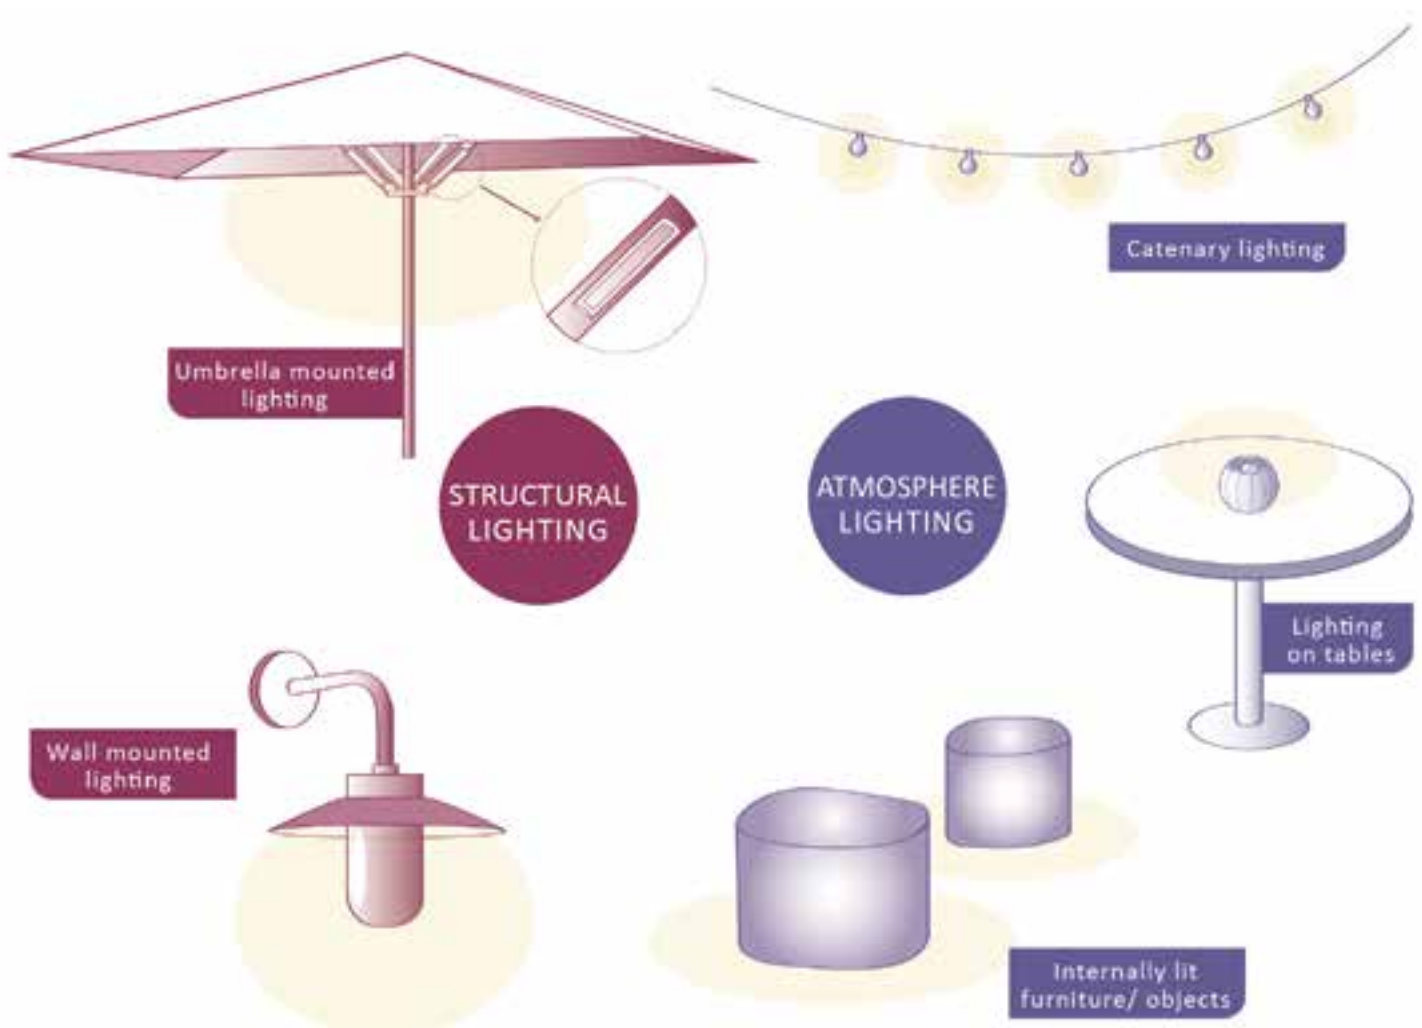 Catenary lighting
Umbrella mounted
lighting
STRUCTURAL
LIGHTING
ATMOSPHERE
LIGHTING
Lighting
on tables
Wall mounted
lighting
Internally lit
furniture/ objects